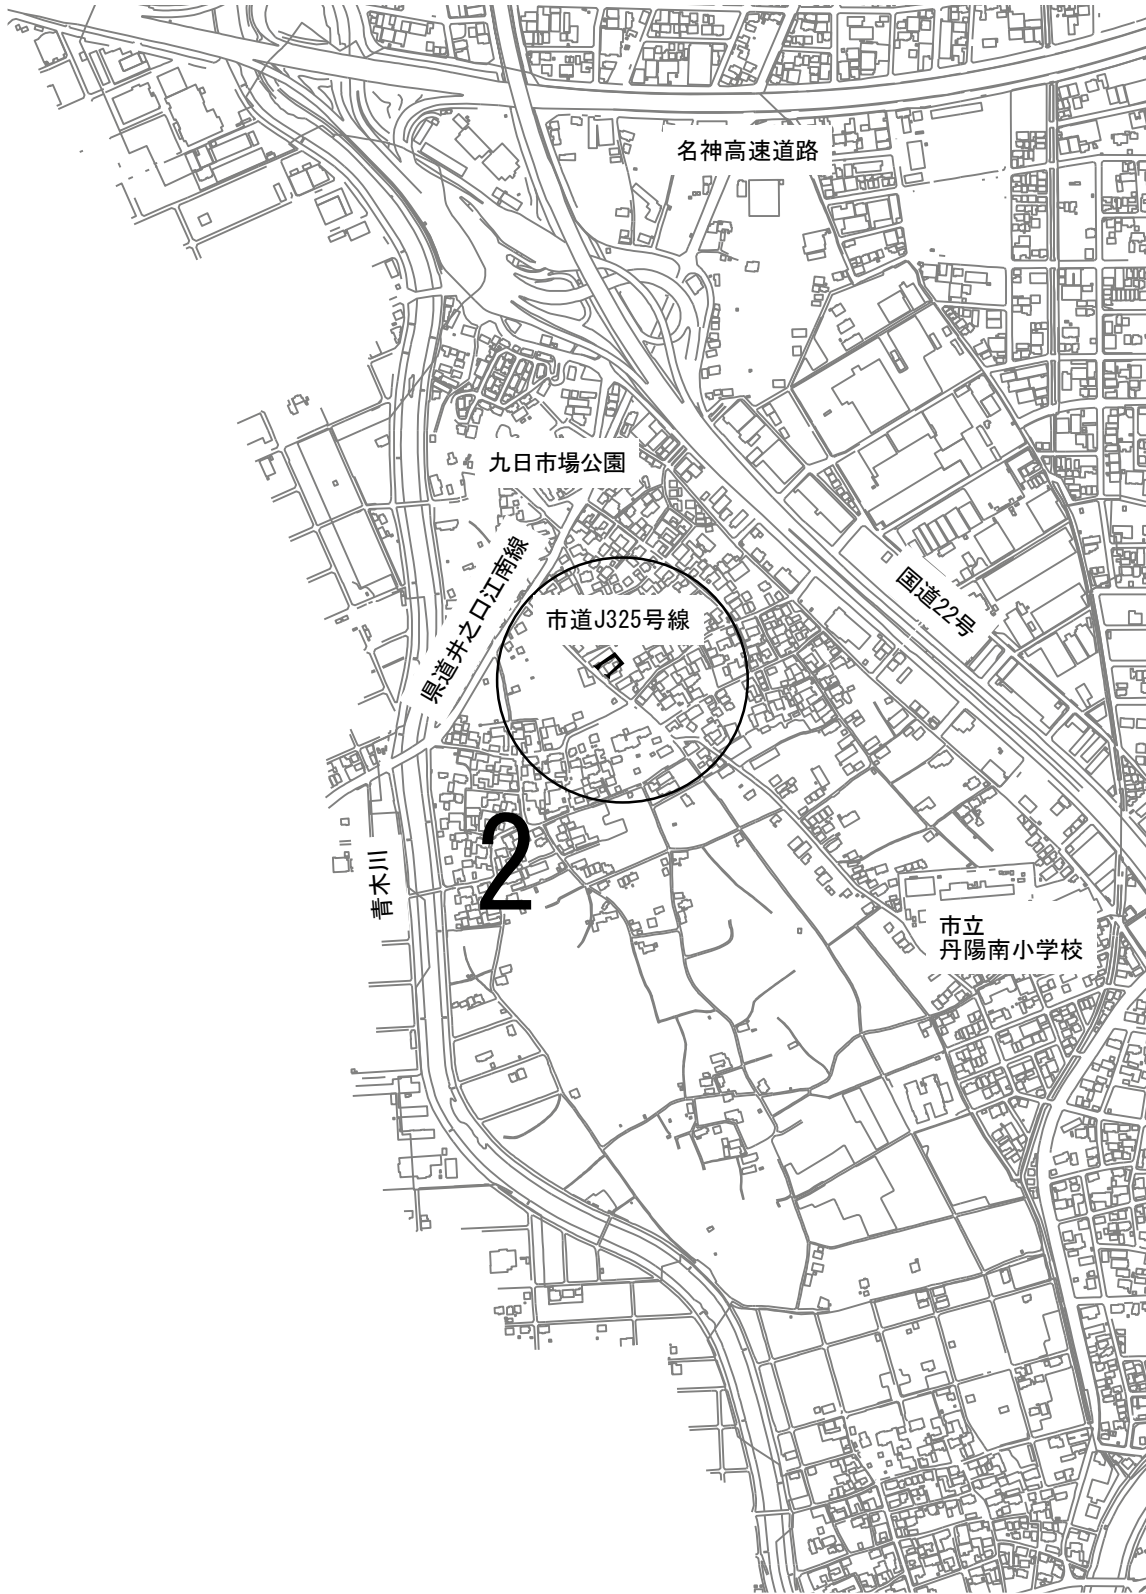 名神高速道路
九日市場公園
県道井之口江南線
国道22号
市道J325号線
2
青木川
市立
丹陽南小学校